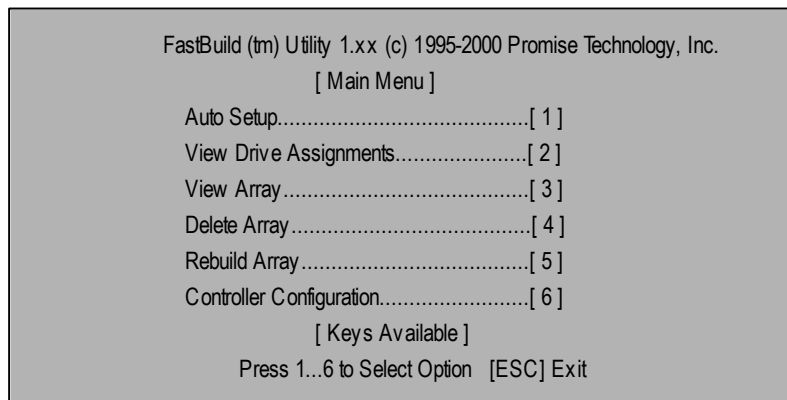 FastBuild (tm) Utility 1.xx (c) 1995-2000 Promise Technology, Inc.
[ Main Menu ]
Auto Setup..........................................[ 1 ]
View Drive Assignments......................[ 2 ]
View Array.........................................[ 3 ]
Delete Array........................................[ 4 ]
Rebuild Array......................................[ 5 ]
Controller Configuration.........................[ 6 ]
[ Keys Available ]
Press 1...6 to Select Option [ESC] Exit